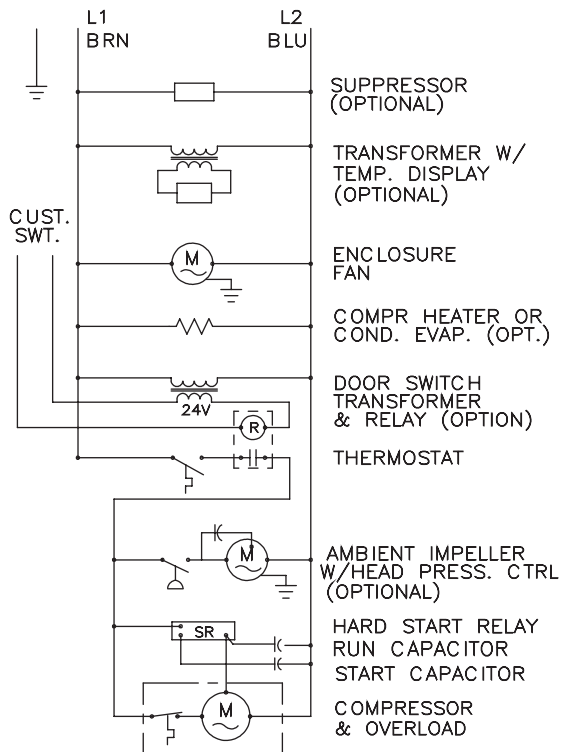 L1 L2
BRN BLU
SUPPRESSOR
(OPTIONAL)
TRANSFORMER W/
TEMP. DISPLAY
(OPTIONAL)
CUST.
SWT.
M
ENCLOSURE
FAN
COMPR HEATER OR
COND. EVAP. (OPT.)
DOOR SWITCH
TRANSFORMER
& RELAY (OPTION)
24V
R
THERMOSTAT
M
AMBIENT IMPELLER
W/HEAD PRESS. CTRL
(OPTIONAL)
HARD START RELAY
SR
RUN CAPACITOR
START CAPACITOR
M
COMPRESSOR
& OVERLOAD